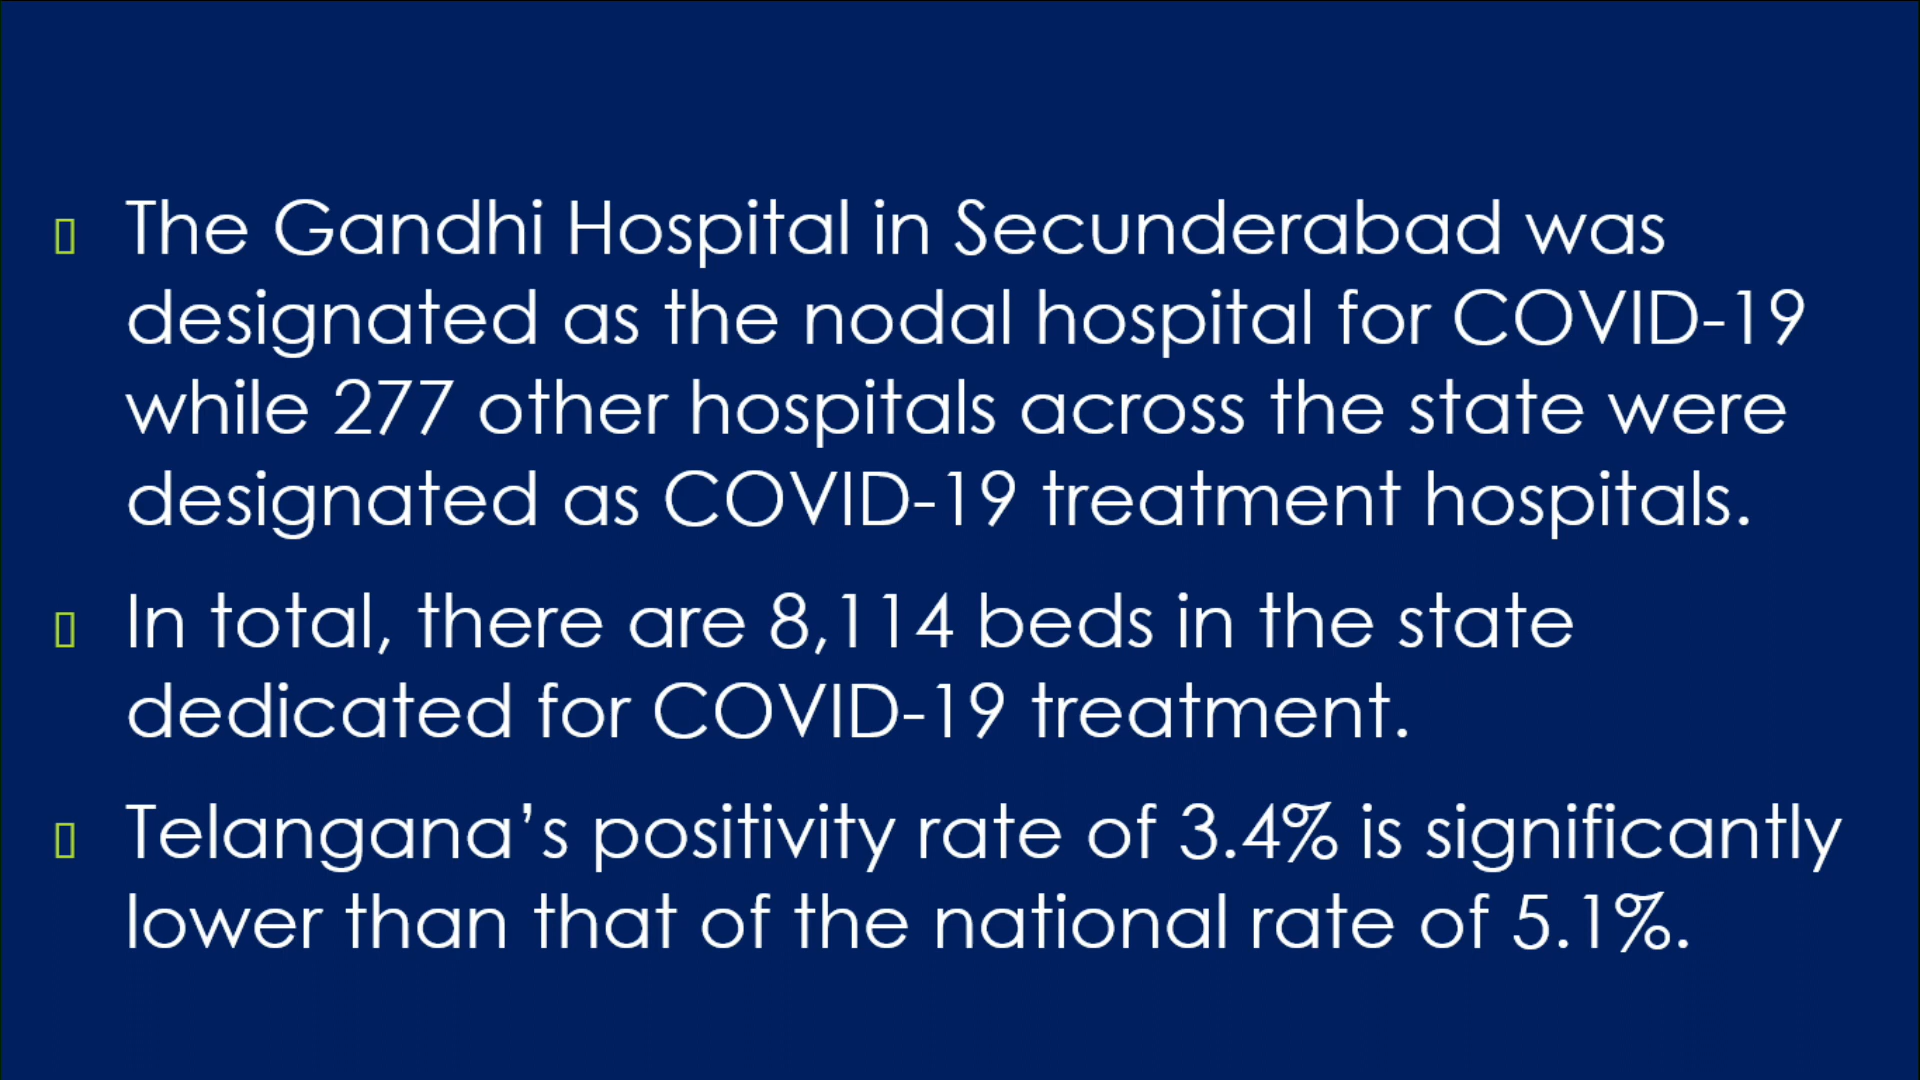 The Gandhi Hospital in Secunderabad was
designated as the nodal hospital for COVID-19
while 277 other hospitals across the state were
designated as COVID-19 treatment hospitals.
In total, there are 8,114 beds in the state
dedicated for COVID-19 treatment.
Telangana’s positivity rate of 3.4% is significantly
lower than that of the national rate of 5.1%.